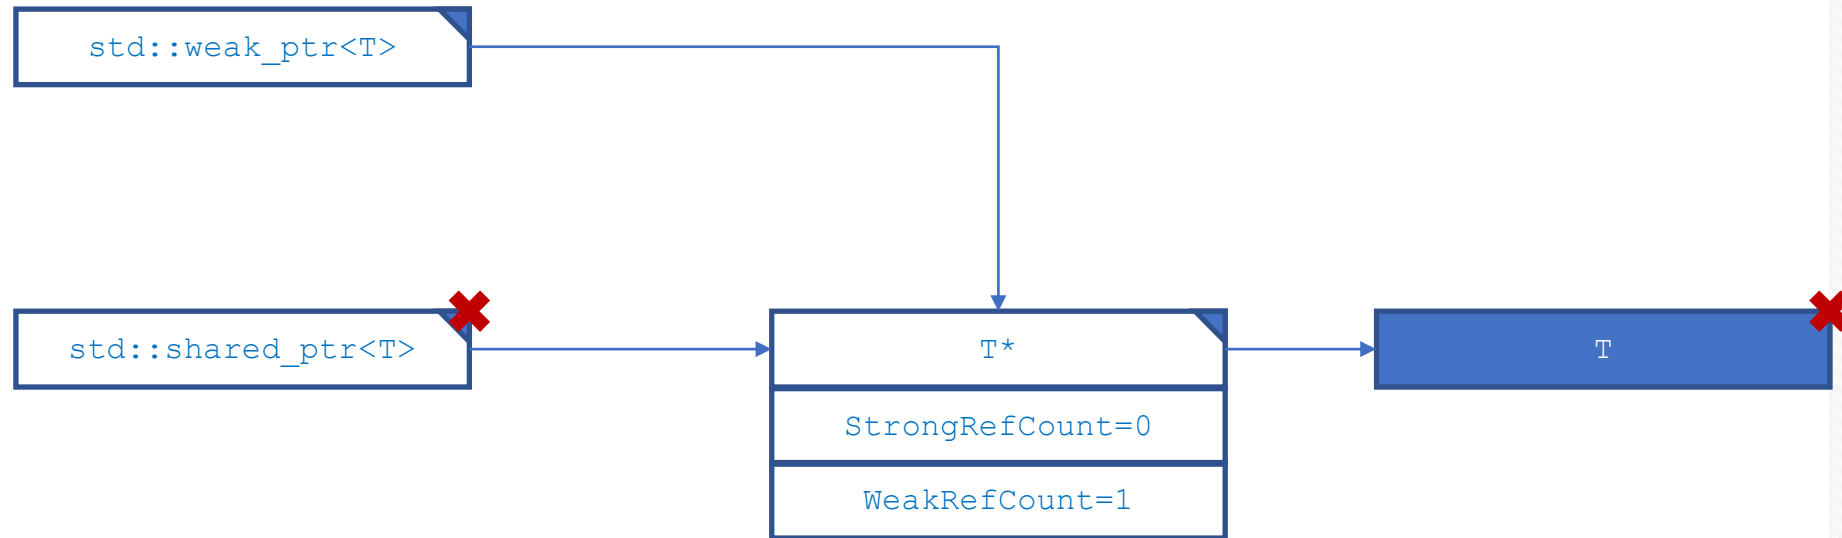 std::weak_ptr<T>
std::shared_ptr<T>
T*
T
StrongRefCount=0
WeakRefCount=1